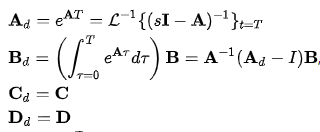 𝐀_d = e^{𝐀T} = ℒ^{-1}{(s𝐈 − 𝐀)^{-1}}_{t=T}
𝐁_d = (∫_{τ=0}^{T} e^{𝐀τ}dτ) 𝐁 = 𝐀^{-1}(𝐀_d − I)𝐁,
𝐂_d = 𝐂
𝐃_d = 𝐃